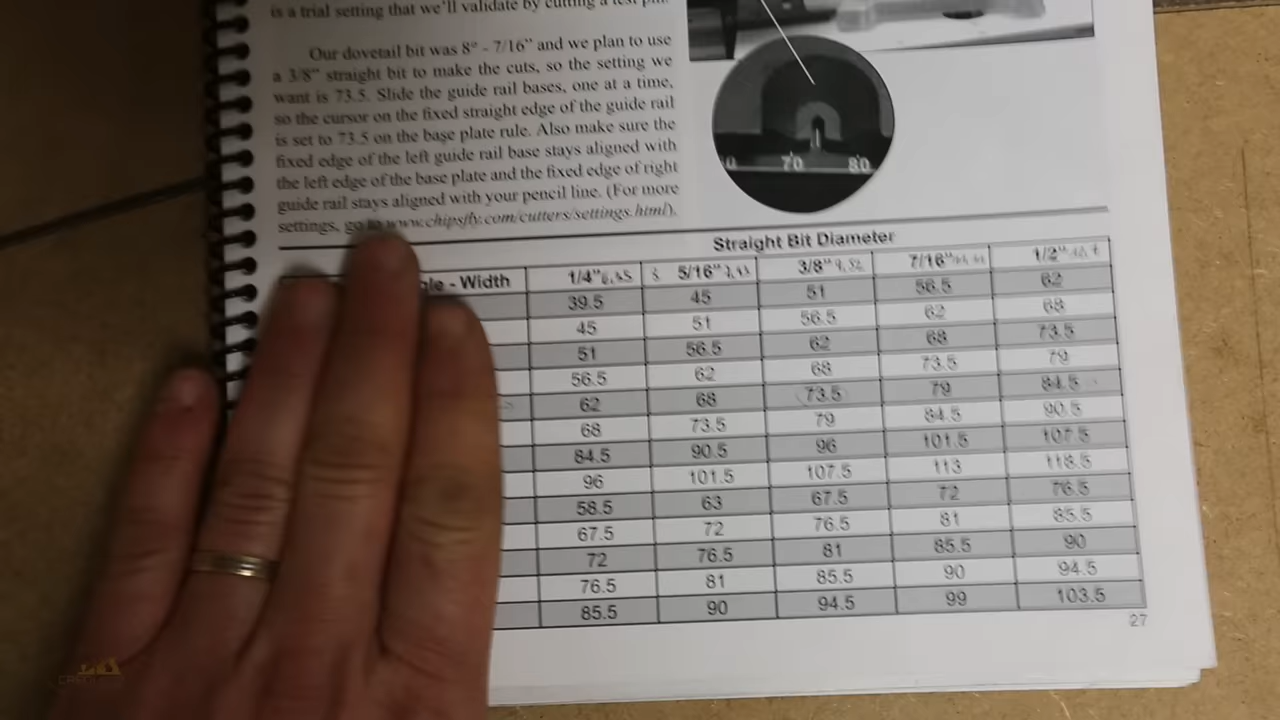 is a trial setting that we'll validate by cutting a test pin.
Our dovetail bit was 8° - 7/16" and we plan to use
a 3/8" straight bit to make the cuts, so the setting we
want is 73.5. Slide the guide rail bases, one at a time,
so the cursor on the fixed straight edge of the guide rail
is set to 73.5 on the base plate rule. Also make sure the
fixed edge of the left guide rail base stays aligned with
the left edge of the base plate and the fixed edge of right
guide rail stays aligned with your pencil line. (For more
settings, go to www.chipsfly.com/cutters/settings.html).
0 70 80
Straight Bit Diameter
- Width 1/4" 5/16" 3/8" 7/16" 1/2"
39.5 45 51 56.5 62
45 51 56.5 62 68
51 56.5 62 68 73.5
56.5 62 68 73.5 79
62 68 73.5 79 84.5
68 73.5 79 84.5 90.5
84.5 90.5 96 101.5 107.5
96 101.5 107.5 113 118.5
58.5 63 67.5 72 76.5
67.5 72 76.5 81 85.5
72 76.5 81 85.5 90
76.5 81 85.5 90 94.5
85.5 90 94.5 99 103.5
27